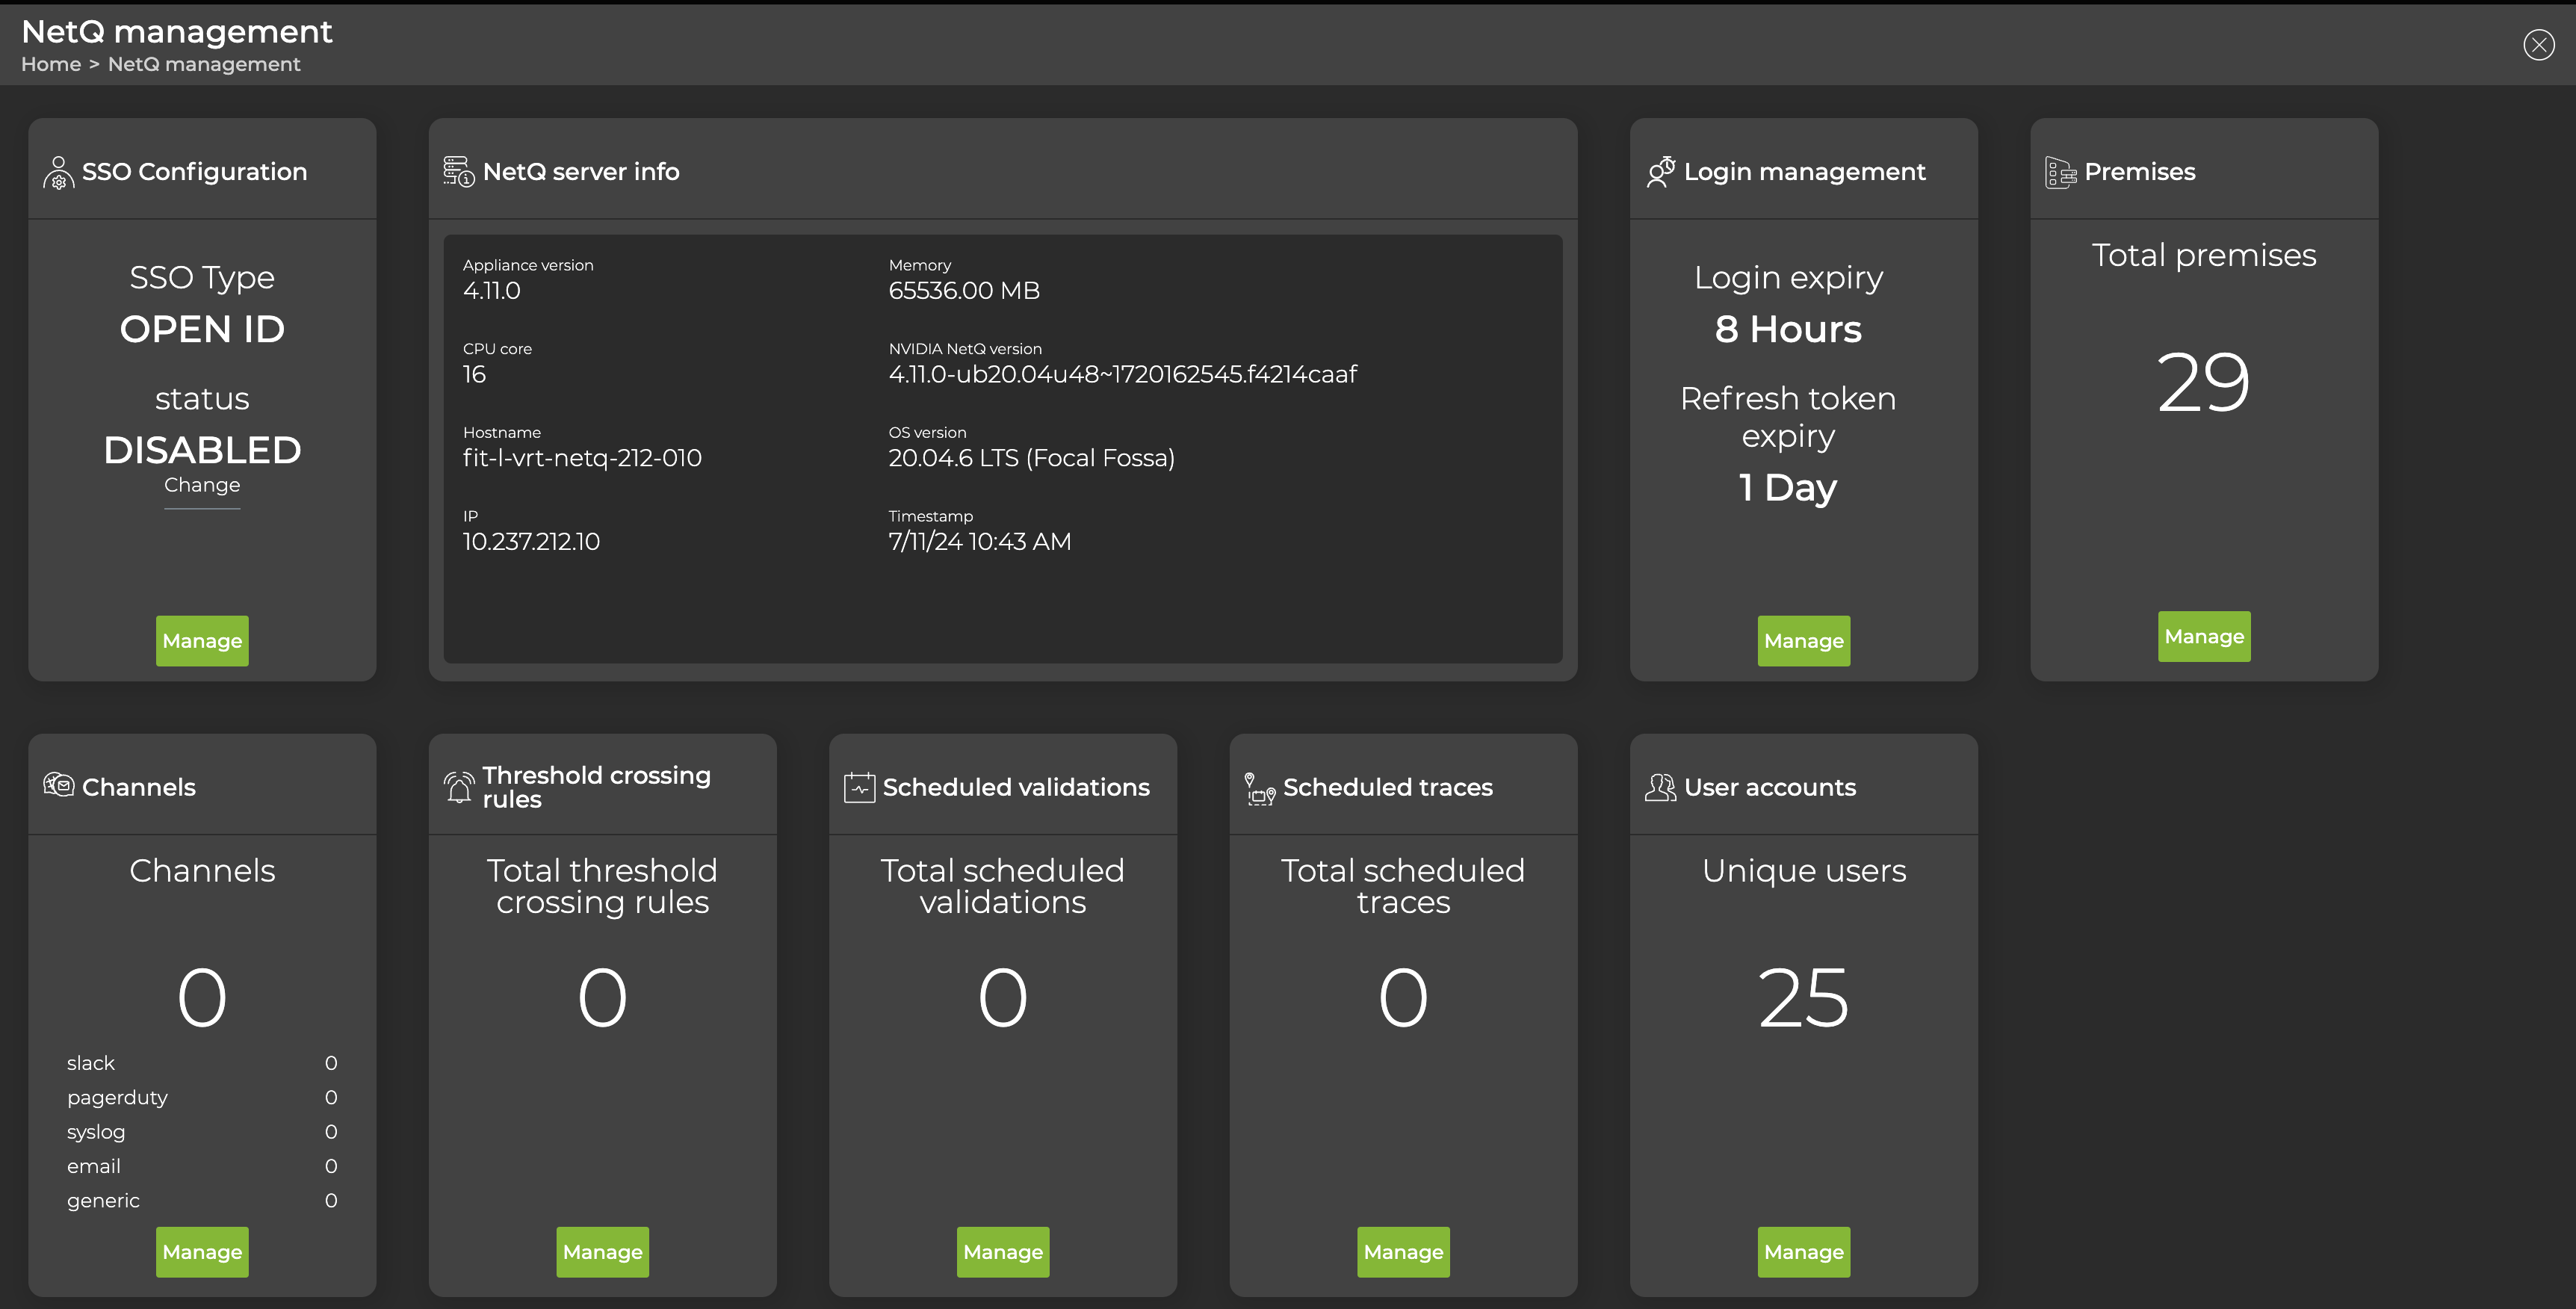 NetQ management
Home > NetQ management
SSO Configuration
SSO Type
OPEN ID
status
DISABLED
Change
Manage
NetQ server info
Appliance version
4.11.0
Memory
65536.00 MB
CPU core
16
NVIDIA NetQ version
4.11.0-ub20.04u48~1720162545.f4214caaf
Hostname
fit-l-vrt-netq-212-010
OS version
20.04.6 LTS (Focal Fossa)
IP
10.237.212.10
Timestamp
7/11/24 10:43 AM
Login management
Login expiry
8 Hours
Refresh token
expiry
1 Day
Manage
Premises
Total premises
29
Manage
Channels
Channels
0
slack 0
pagerduty 0
syslog 0
email 0
generic 0
Manage
Threshold crossing
rules
Total threshold
crossing rules
0
Manage
Scheduled validations
Total scheduled
validations
0
Manage
Scheduled traces
Total scheduled
traces
0
Manage
User accounts
Unique users
25
Manage